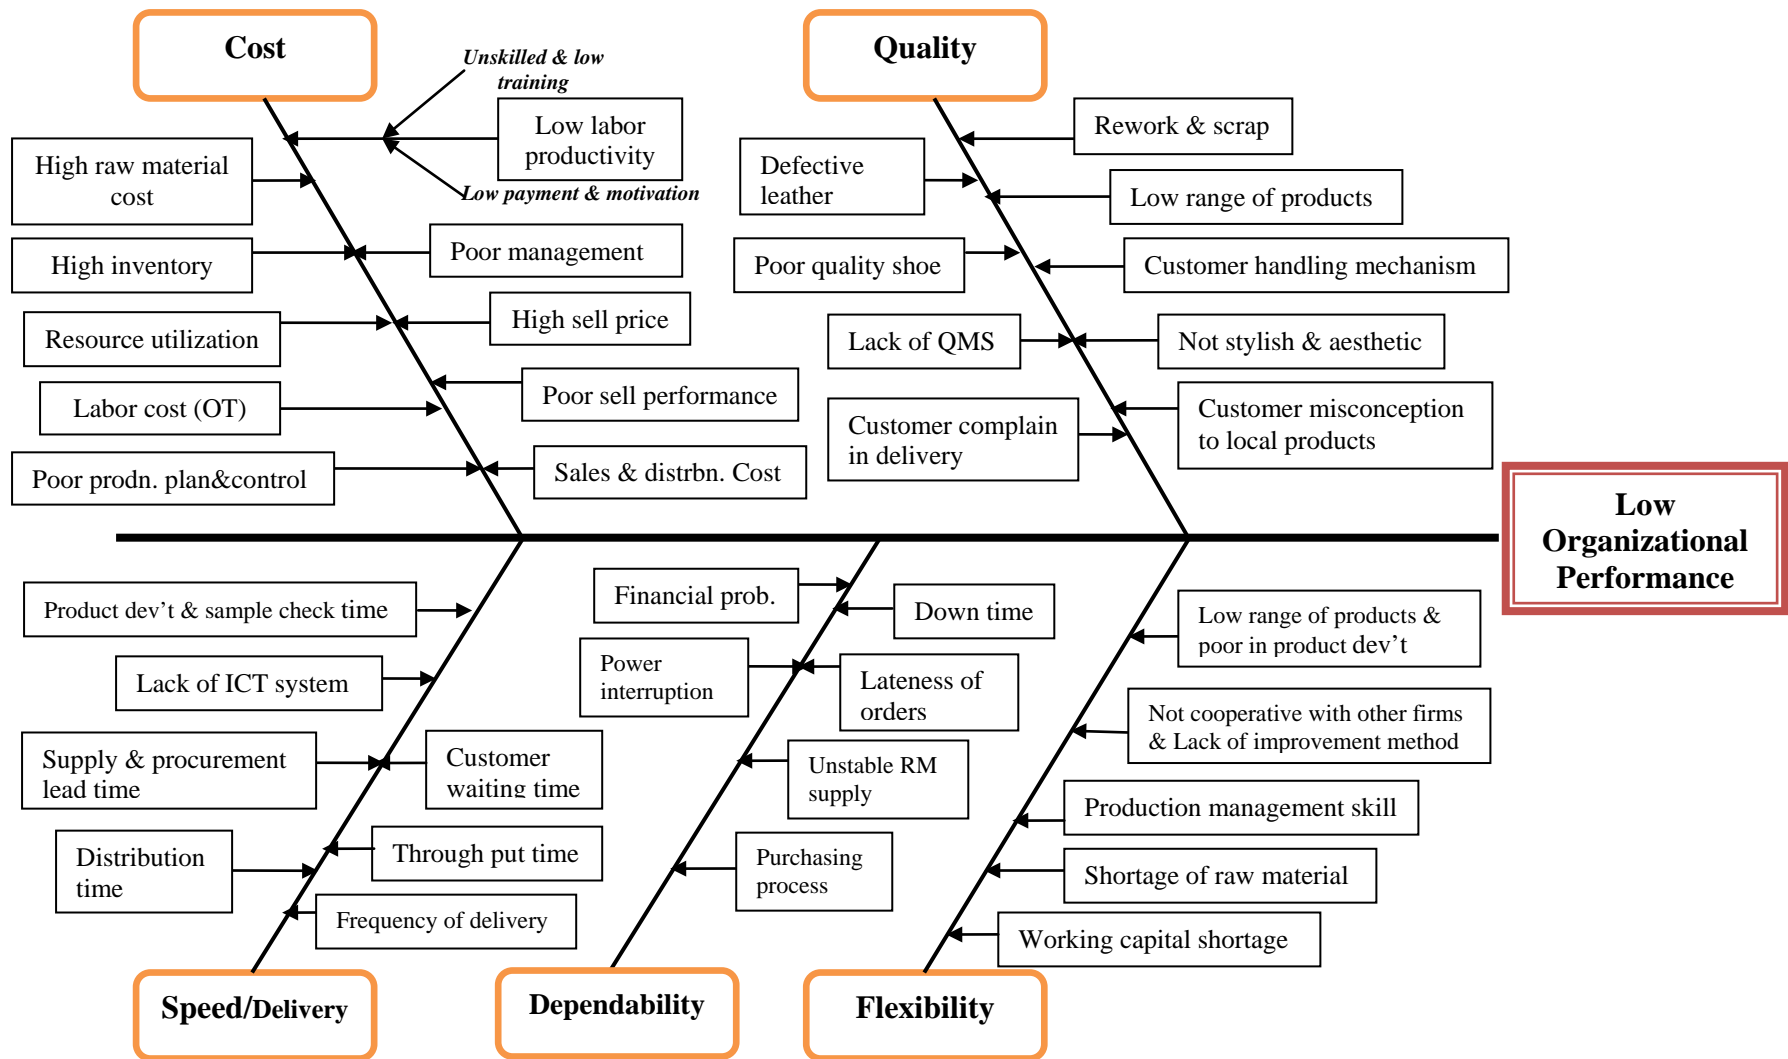 Cost
Unskilled & low
training
Low labor
productivity
Low payment & motivation
High raw material
cost
High inventory
Poor management
Resource utilization
High sell price
Labor cost (OT)
Poor sell performance
Poor prodn. plan&control
Sales & distrbn. Cost
Quality
Rework & scrap
Defective
leather
Low range of products
Poor quality shoe
Customer handling mechanism
Lack of QMS
Not stylish & aesthetic
Customer complain
in delivery
Customer misconception
to local products
Low
Organizational
Performance
Product dev’t & sample check time
Lack of ICT system
Supply & procurement
lead time
Customer
waiting time
Distribution
time
Through put time
Frequency of delivery
Speed/Delivery
Financial prob.
Down time
Power
interruption
Lateness of
orders
Unstable RM
supply
Purchasing
process
Dependability
Low range of products &
poor in product dev’t
Not cooperative with other firms
& Lack of improvement method
Production management skill
Shortage of raw material
Working capital shortage
Flexibility